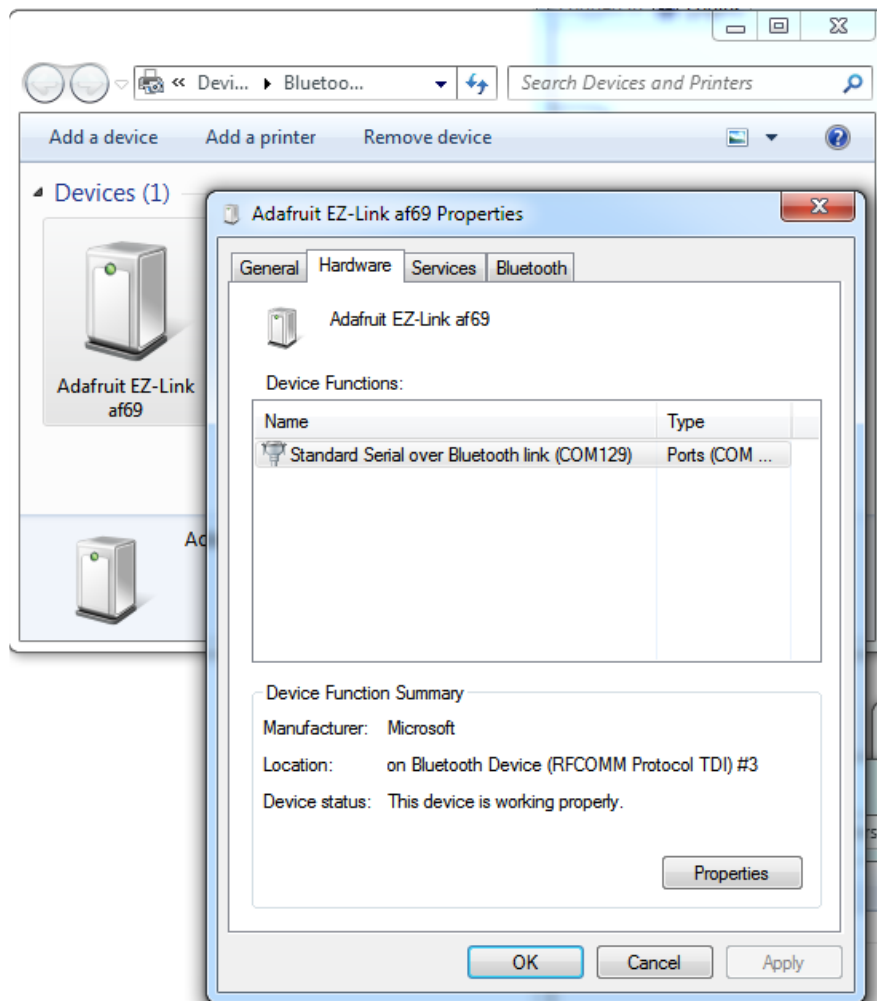 « Devi... Bluetoo...
Search Devices and Printers
Add a device Add a printer Remove device
Devices (1)
Adafruit EZ-Link
af69
Adafruit EZ-Link af69 Properties
General Hardware Services Bluetooth
Adafruit EZ-Link af69
Device Functions:
Name Type
Standard Serial over Bluetooth link (COM129) Ports (COM ...
Device Function Summary
Manufacturer: Microsoft
Location: on Bluetooth Device (RFCOMM Protocol TDI) #3
Device status: This device is working properly.
Properties
OK Cancel Apply